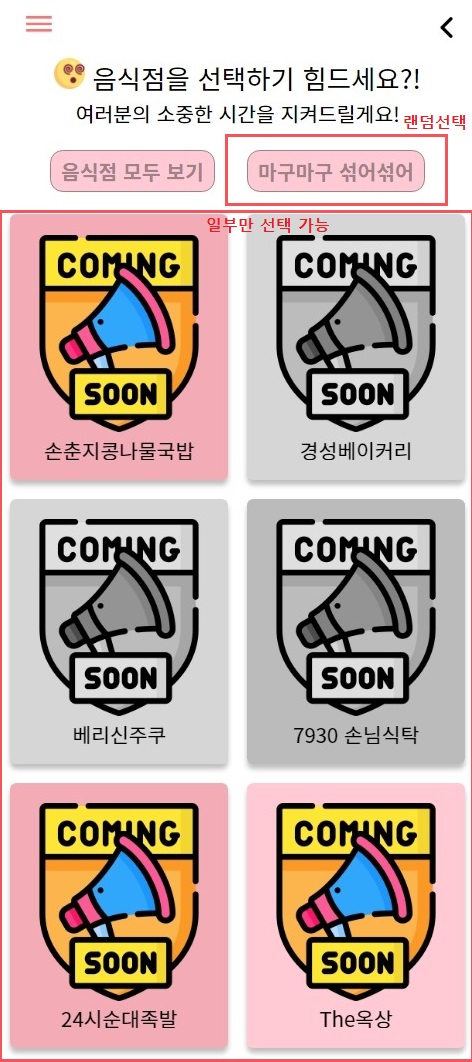 음식점을 선택하기 힘드세요?!
여러분의 소중한 시간을 지켜드릴게요!
랜덤선택
음식점 모두 보기
마구마구 섞어섞어
일부만 선택 가능
COMING
SOON
손춘지콩나물국밥
COMING
SOON
경성베이커리
COMING
SOON
베리신주쿠
COMING
SOON
7930 손님식탁
COMING
SOON
24시순대족발
COMING
SOON
The옥상